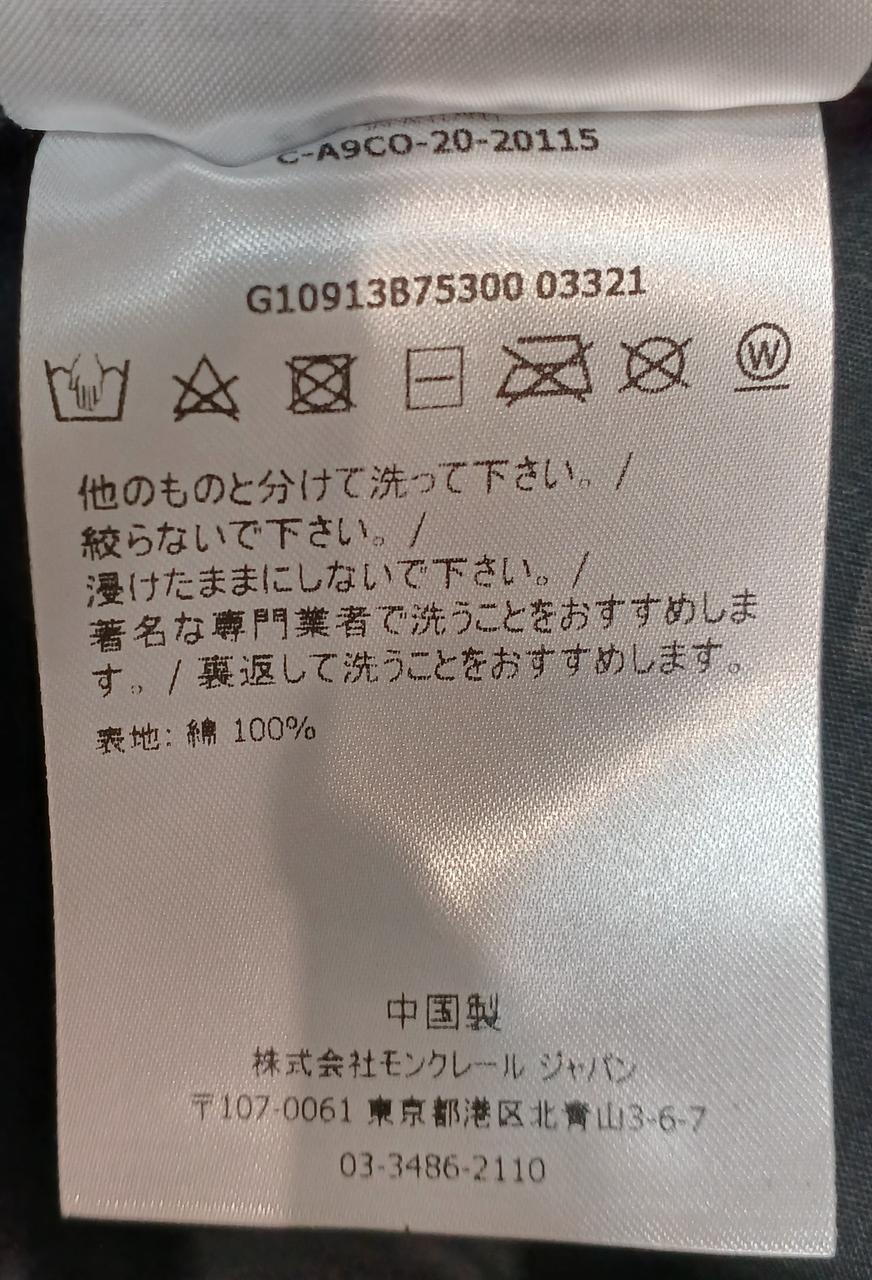 C-A9CO-20-20115
G10913B75300 03321
W
他のものと分けて洗って下さい。/
絞らないで下さい。/
浸けたままにしないで下さい。/
著名な専門業者で洗うことをおすすめしま
す。/ 裏返して洗うことをおすすめします。
表地: 綿 100%
中国製
株式会社モンクレール ジャパン
〒107-0061 東京都港区北青山3-6-7
03-3486-2110